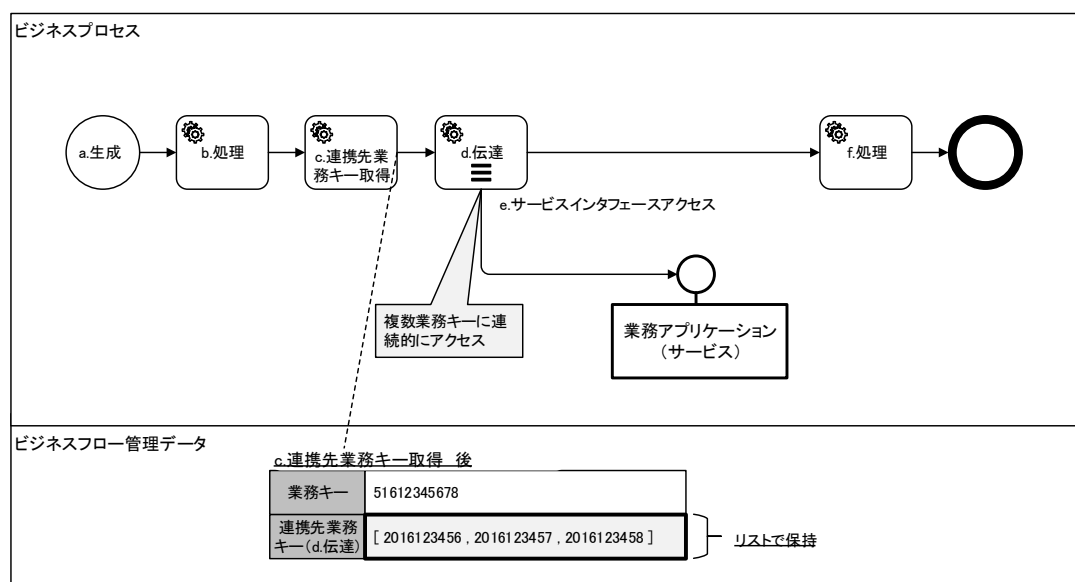 ビジネスプロセス
a.生成
b.処理
c.連携先業
務キー取得
d.伝達
f.処理
e.サービスインタフェースアクセス
複数業務キーに連
続的にアクセス
業務アプリケーション
（サービス）
ビジネスフロー管理データ
c.連携先業務キー取得 後
業務キー
51612345678
連携先業務
キー(d.伝達)
[ 2016123456 , 2016123457 , 2016123458 ]
リストで保持